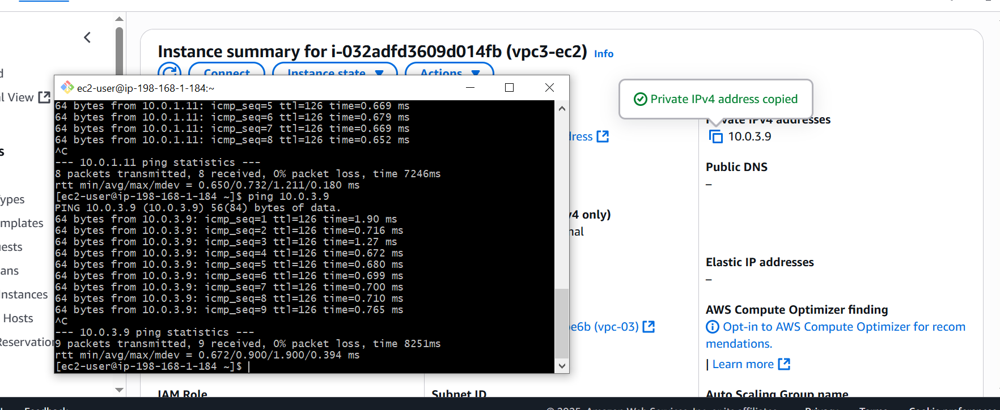 Instance summary for i-032adfd3609d014fb (vpc3-ec2) Info
Connect
Instance state
Actions
l View
s
ypes
mplates
ests
ans
nstances
Hosts
Reservation
ec2-user@ip-198-168-1-184:~
64 bytes from 10.0.1.11: icmp_seq=5 ttl=126 time=0.669 ms
64 bytes from 10.0.1.11: icmp_seq=6 ttl=126 time=0.679 ms
64 bytes from 10.0.1.11: icmp_seq=7 ttl=126 time=0.669 ms
64 bytes from 10.0.1.11: icmp_seq=8 ttl=126 time=0.652 ms
^C
--- 10.0.1.11 ping statistics ---
8 packets transmitted, 8 received, 0% packet loss, time 7246ms
rtt min/avg/max/mdev = 0.650/0.732/1.211/0.180 ms
[ec2-user@ip-198-168-1-184 ~]$ ping 10.0.3.9
PING 10.0.3.9 (10.0.3.9) 56(84) bytes of data.
64 bytes from 10.0.3.9: icmp_seq=1 ttl=126 time=1.90 ms
64 bytes from 10.0.3.9: icmp_seq=2 ttl=126 time=0.716 ms
64 bytes from 10.0.3.9: icmp_seq=3 ttl=126 time=1.27 ms
64 bytes from 10.0.3.9: icmp_seq=4 ttl=126 time=0.672 ms
64 bytes from 10.0.3.9: icmp_seq=5 ttl=126 time=0.680 ms
64 bytes from 10.0.3.9: icmp_seq=6 ttl=126 time=0.699 ms
64 bytes from 10.0.3.9: icmp_seq=7 ttl=126 time=0.700 ms
64 bytes from 10.0.3.9: icmp_seq=8 ttl=126 time=0.710 ms
64 bytes from 10.0.3.9: icmp_seq=9 ttl=126 time=0.765 ms
^C
--- 10.0.3.9 ping statistics ---
9 packets transmitted, 9 received, 0% packet loss, time 8251ms
rtt min/avg/max/mdev = 0.672/0.900/1.900/0.394 ms
[ec2-user@ip-198-168-1-184 ~]$
ress
v4 only)
nal
e6b (vpc-03)
Private IPv4 address copied
Private IPv4 addresses
10.0.3.9
Public DNS
–
Elastic IP addresses
–
AWS Compute Optimizer finding
Opt-in to AWS Compute Optimizer for recom
mendations.
| Learn more
IAM Role
Subnet ID
Auto Scaling Group name
Feedback
© 2025, Amazon Web Services, Inc. or its affiliates.
Privacy
Terms
Cookie preferences